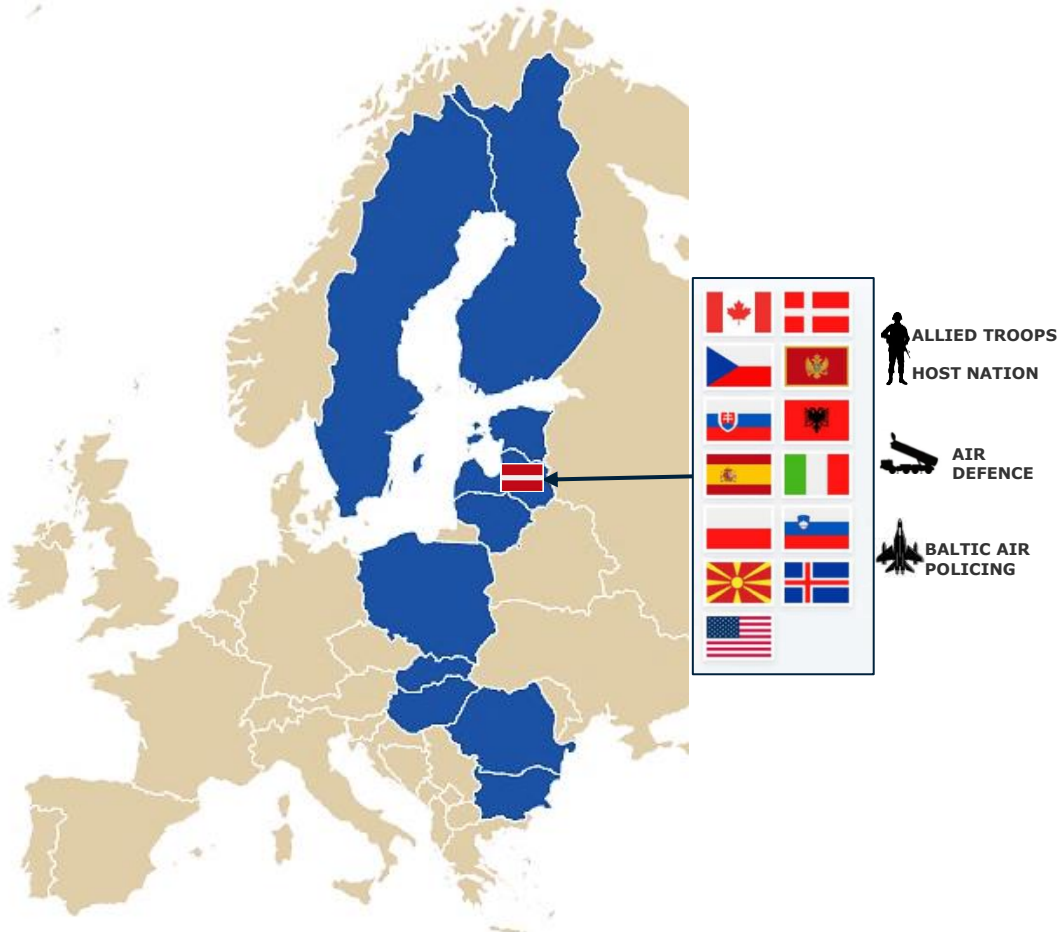 ALLIED TROOPS
HOST NATION
AIR
DEFENCE
BALTIC AIR
POLICING